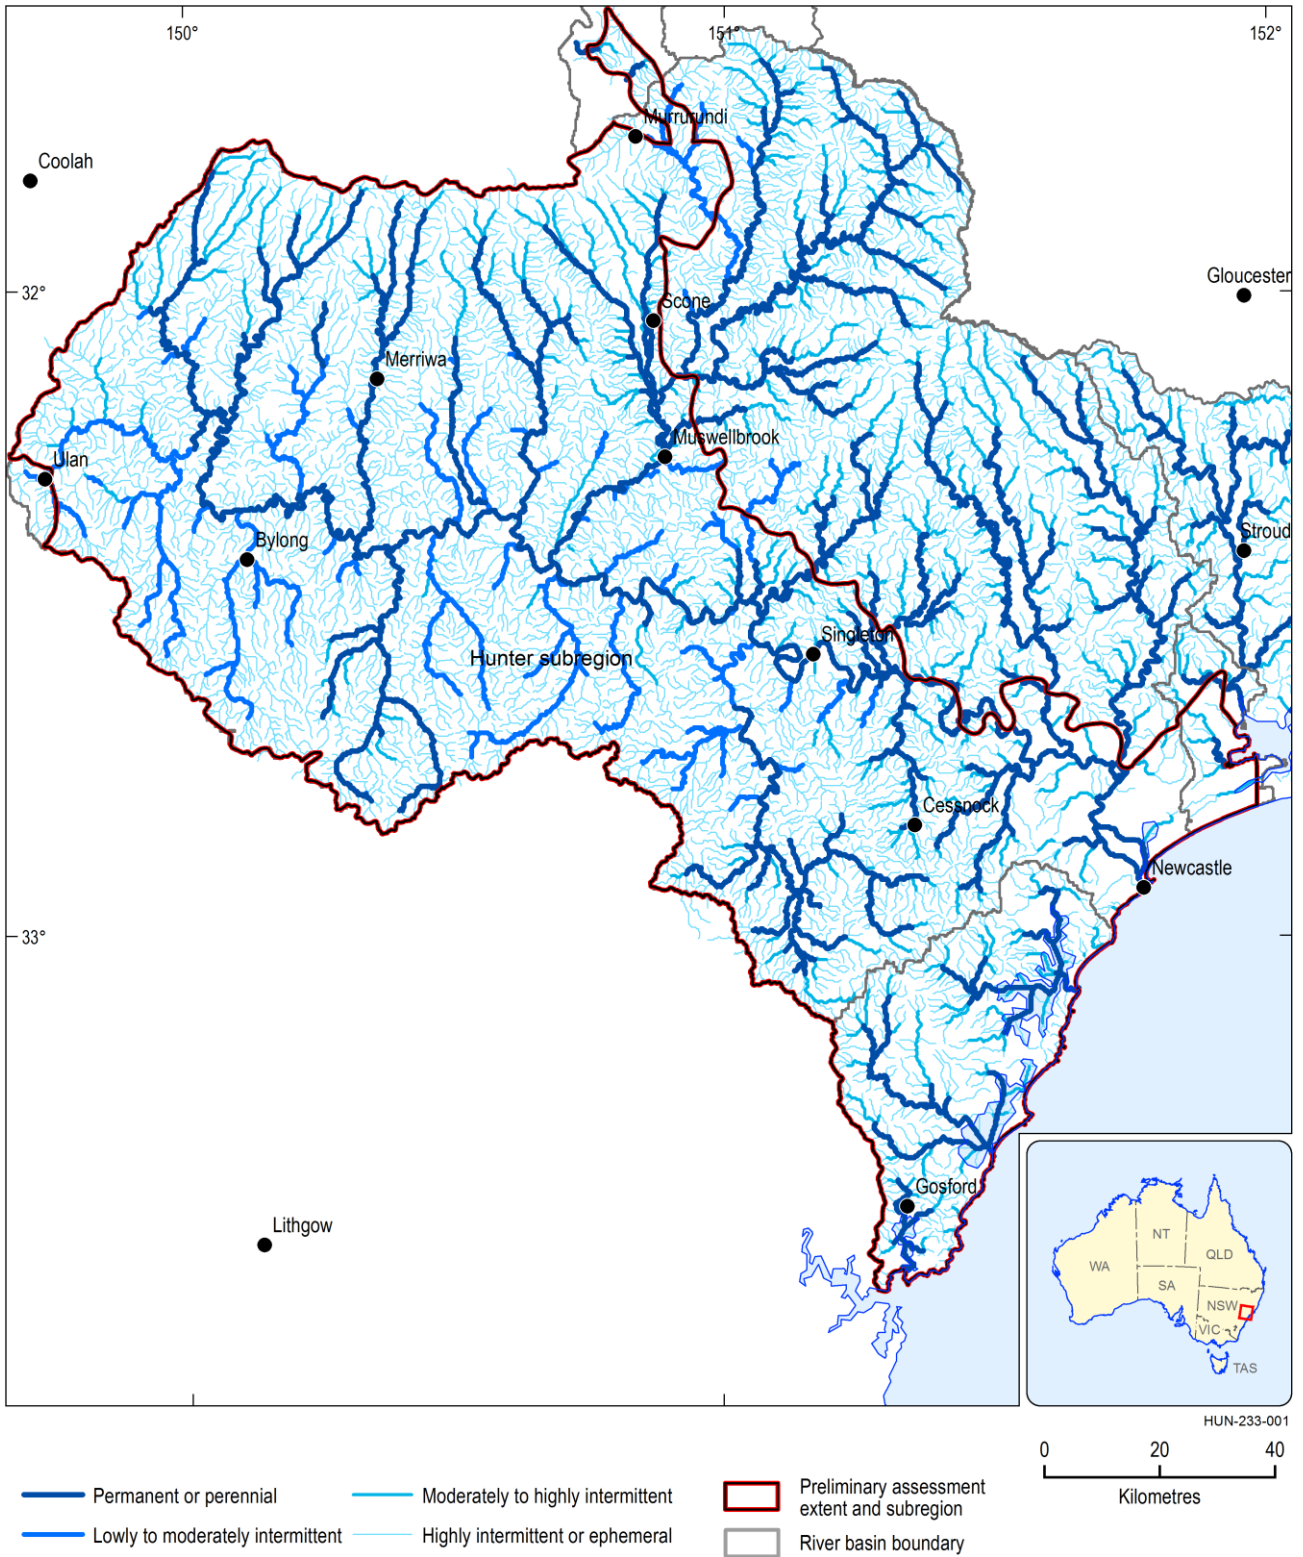 150°
151°
152°
Murrurundi
Coolah
Gloucester
32°
Scone
Merriwa
Muswellbrook
Ulan
Stroud
Bylong
Singleton
Hunter subregion
Cessnock
Newcastle
33°
Gosford
Lithgow
NT
QLD
WA
SA
NSW
VIC
TAS
HUN-233-001
0 20 40
Kilometres
Permanent or perennial
Lowly to moderately intermittent
Moderately to highly intermittent
Highly intermittent or ephemeral
Preliminary assessment
extent and subregion
River basin boundary